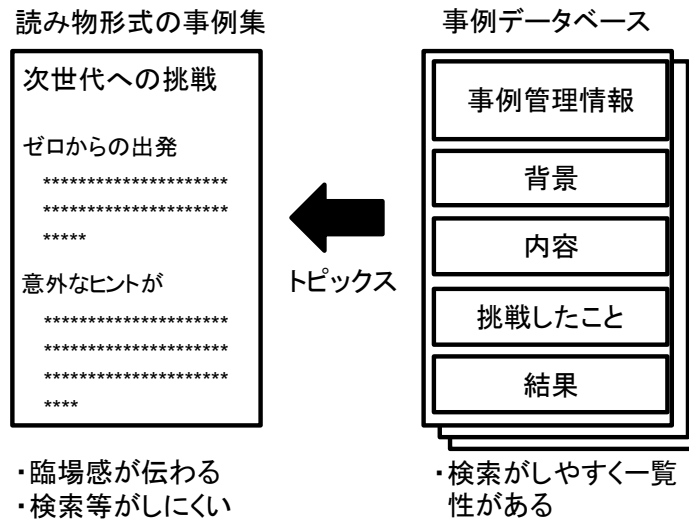 読み物形式の事例集
次世代への挑戦
ゼロからの出発
*********************
*********************
*****
意外なヒントが
*********************
*********************
*********************
****
・臨場感が伝わる
・検索等がしにくい
トピックス
事例データベース
事例管理情報
背景
内容
挑戦したこと
結果
・検索がしやすく一覧
性がある